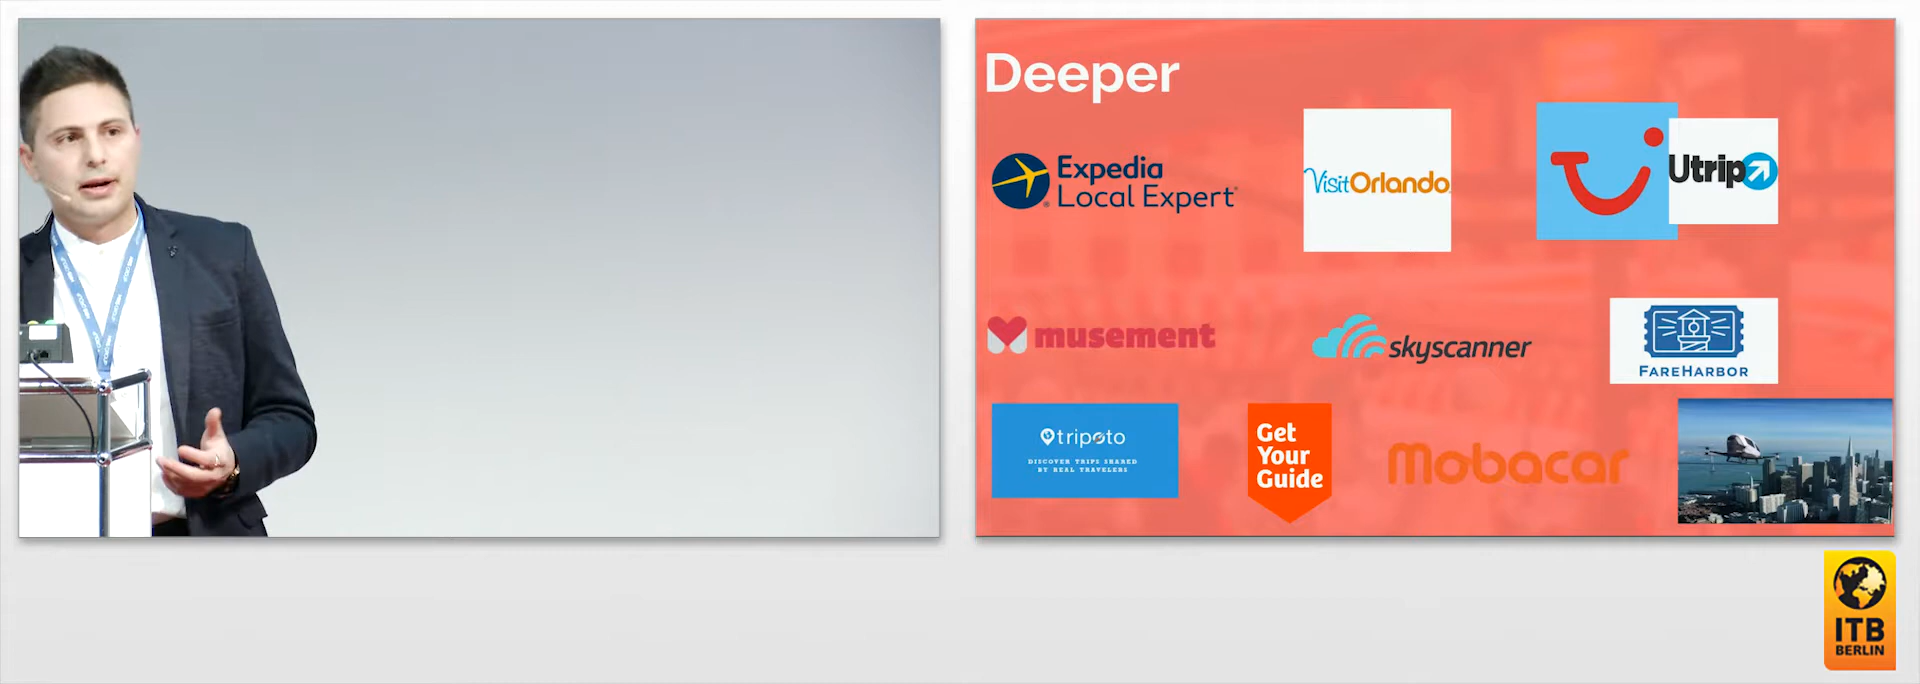 Deeper
Expedia
Local Expert
VisitOrlando
Utrip
musement
skyscanner
FAREHARBOR
tripoto
DISCOVER TRIPS SHARED
BY REAL TRAVELERS
Get
Your
Guide
Mobacar
ITB
BERLIN